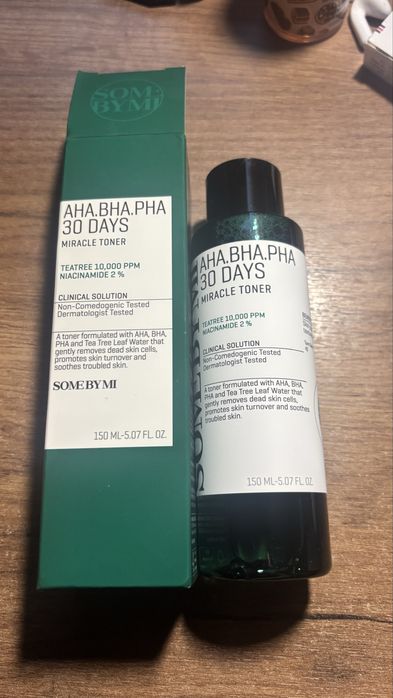 SOME
BYMI
AHA.BHA.PHA
30 DAYS
MIRACLE TONER
TEATREE 10,000 PPM
NIACINAMIDE 2 %
CLINICAL SOLUTION
Non-Comedogenic Tested
Dermatologist Tested
A toner formulated with AHA, BHA,
PHA and Tea Tree Leaf Water that
gently removes dead skin cells,
promotes skin turnover and
soothes troubled skin.
SOME BY MI
150 ML-5.07 FL. OZ.
AHA.BHA.PHA
30 DAYS
MIRACLE TONER
TEATREE 10,000 PPM
NIACINAMIDE 2 %
CLINICAL SOLUTION
Non-Comedogenic Tested
Dermatologist Tested
A toner formulated with AHA, BHA,
PHA and Tea Tree Leaf Water that
gently removes dead skin cells,
promotes skin turnover and soothes
troubled skin.
150 ML-5.07 FL. OZ.
SOME BY MI